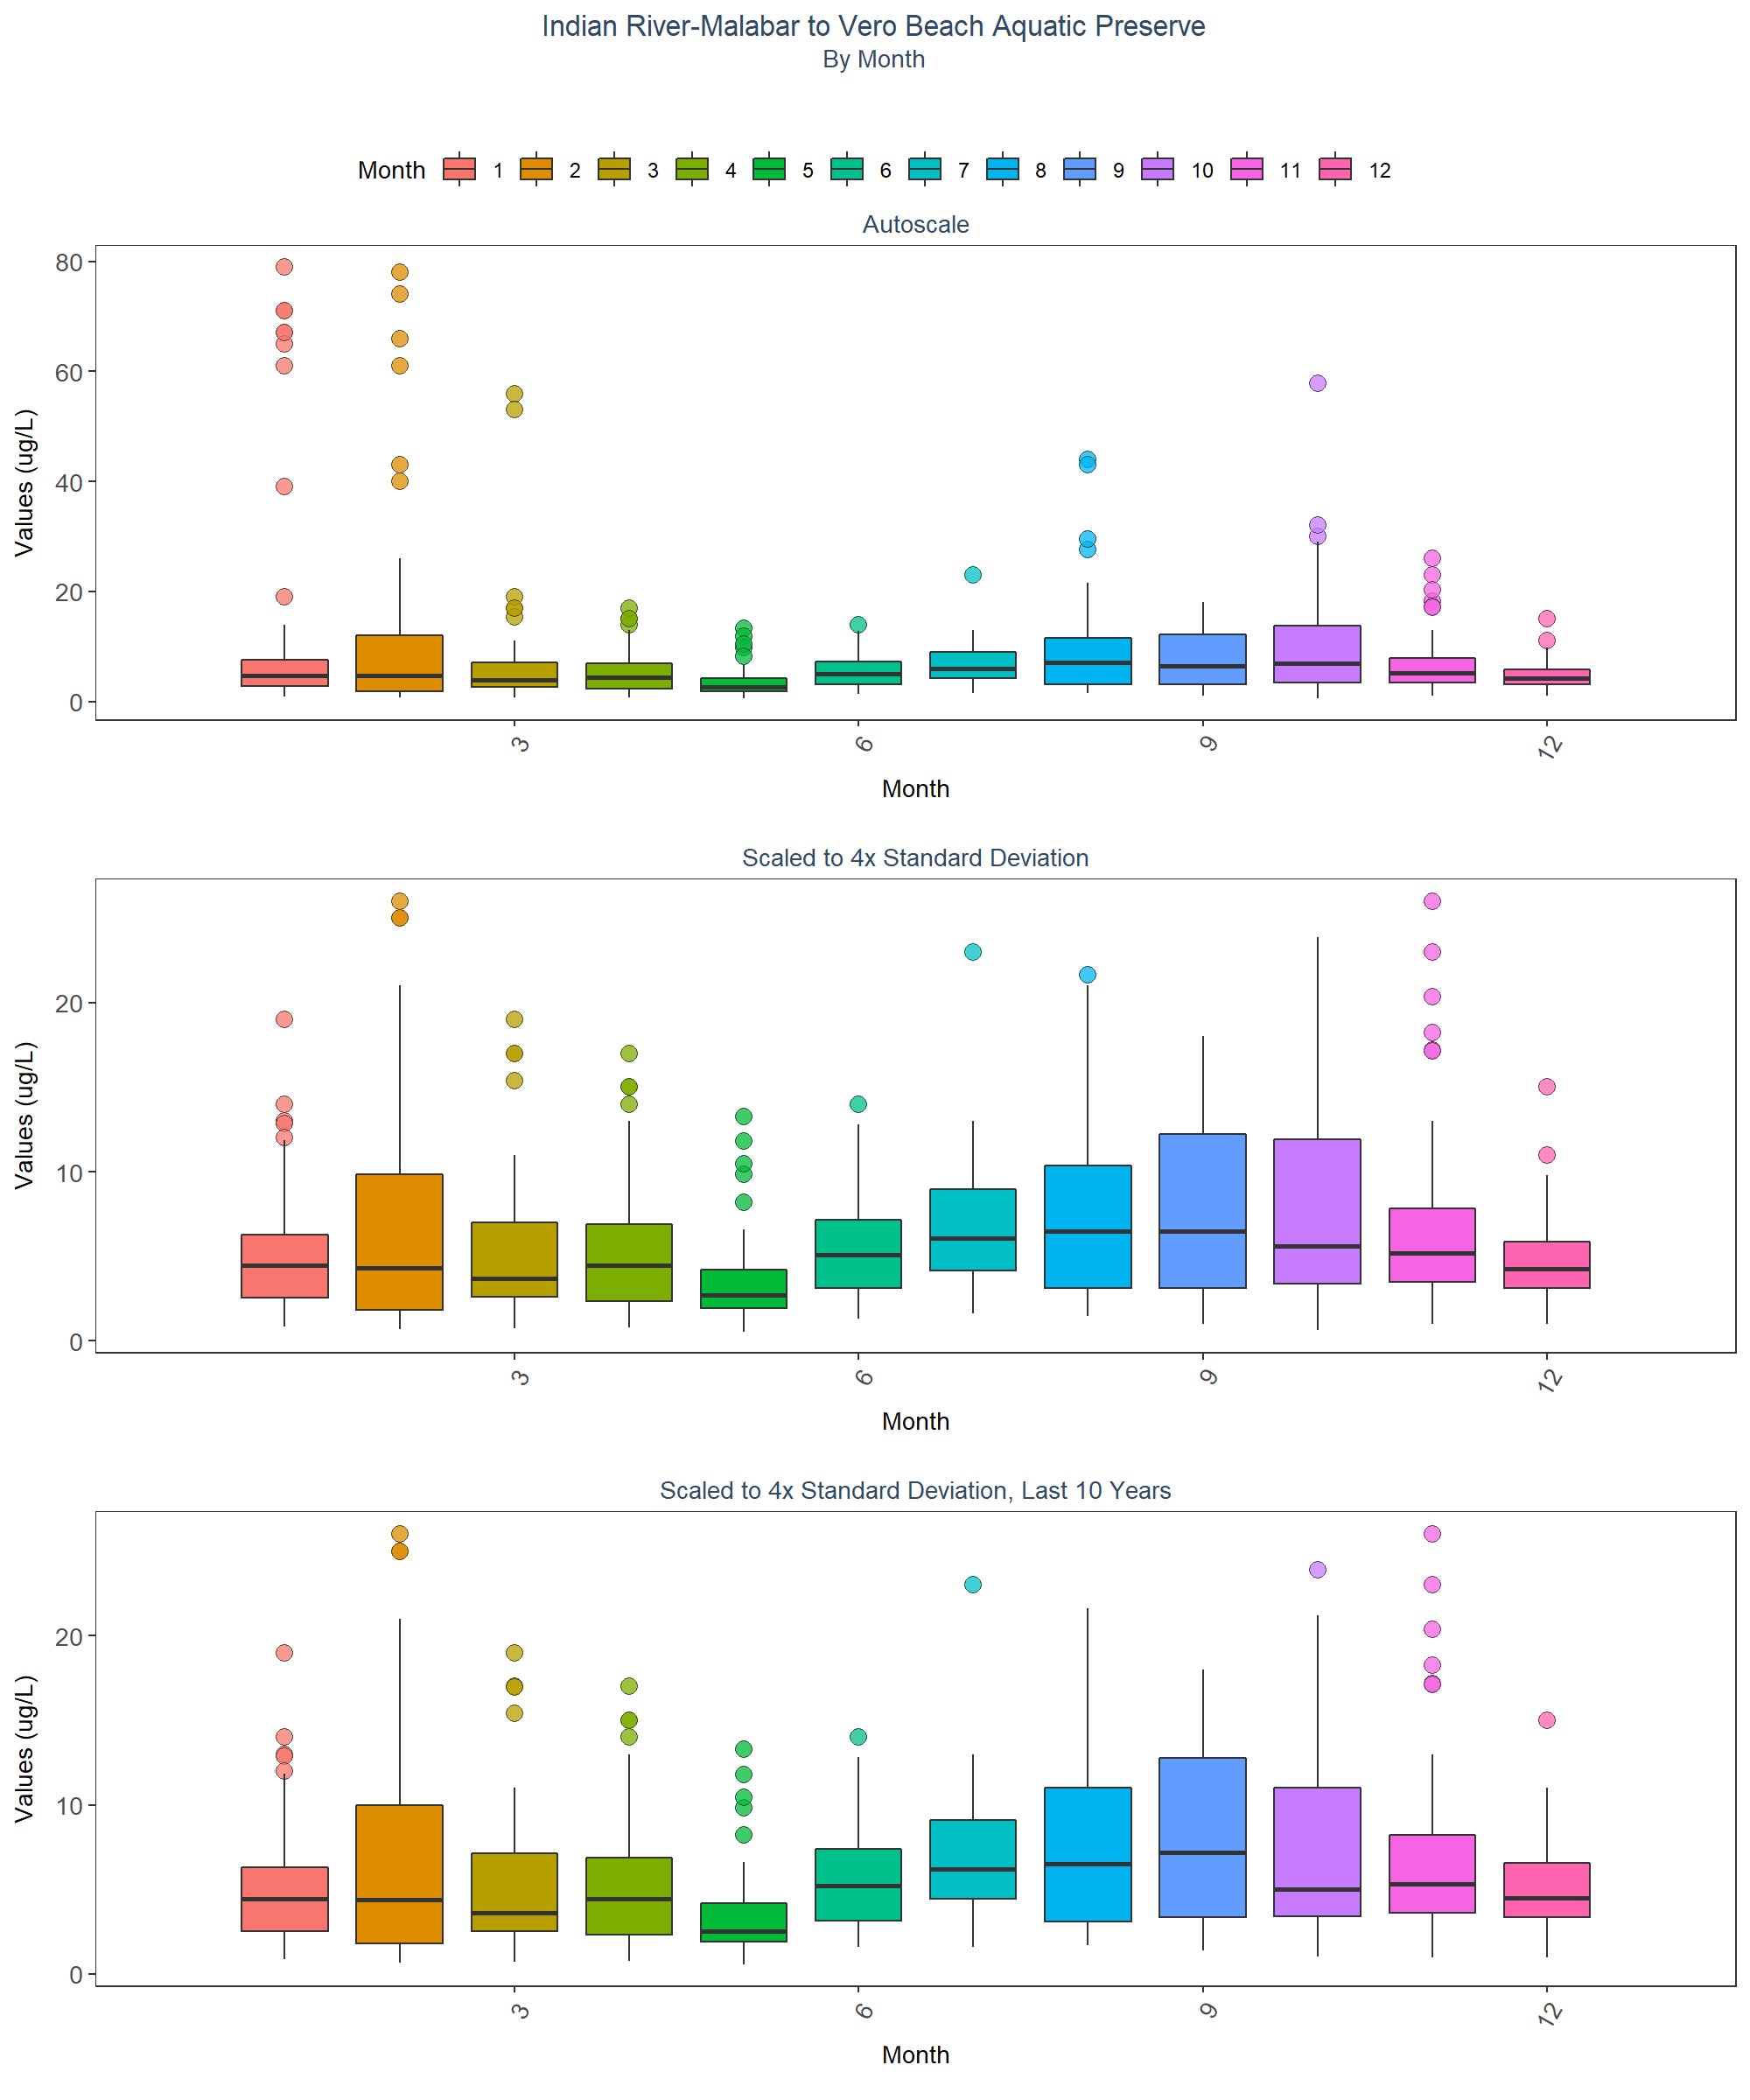 Indian River-Malabar to Vero Beach Aquatic Preserve
By Month
Month 1 2 3 4 5 6 7 8 9 10 11 12
Autoscale
Values (ug/L)
80
60
40
20
0
3 6 9 12
Month
Scaled to 4x Standard Deviation
Values (ug/L)
20
10
0
3 6 9 12
Month
Scaled to 4x Standard Deviation, Last 10 Years
Values (ug/L)
20
10
0
3 6 9 12
Month